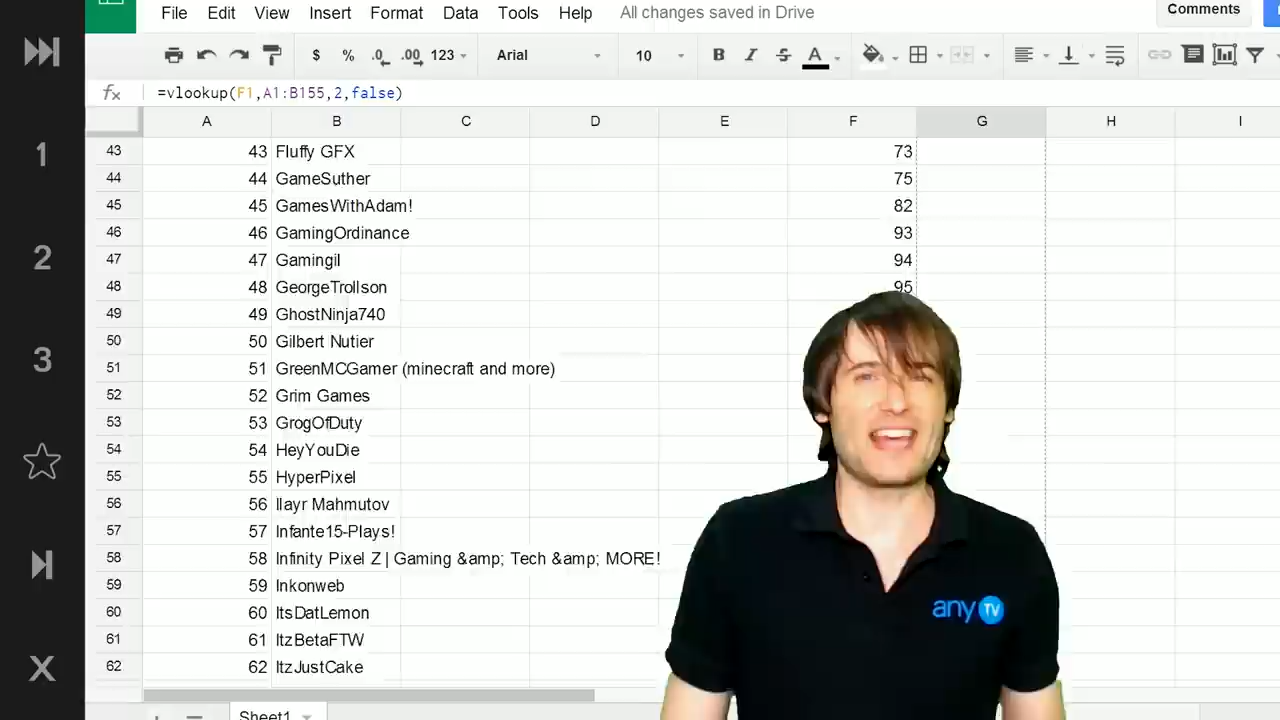 File Edit View Insert Format Data Tools Help All changes saved in Drive Comments
$ % .0 .00 123 Arial 10 B I S A
fx =vlookup(F1,A1:B155,2,false)
A B C D E F G H I
1
2
3
X
43 43 Fluffy GFX 73
44 44 GameSuther 75
45 45 GamesWithAdam! 82
46 46 GamingOrdinance 93
47 47 Gamingil 94
48 48 GeorgeTrollson 95
49 49 GhostNinja740
50 50 Gilbert Nutier
51 51 GreenMCGamer (minecraft and more)
52 52 Grim Games
53 53 GrogOfDuty
54 54 HeyYouDie
55 55 HyperPixel
56 56 Ilayr Mahmutov
57 57 Infante15-Plays!
58 58 Infinity Pixel Z | Gaming &amp; Tech &amp; MORE!
59 59 Inkonweb
60 60 ItsDatLemon
61 61 ItzBetaFTW
62 62 ItzJustCake
any TV
Sheet1